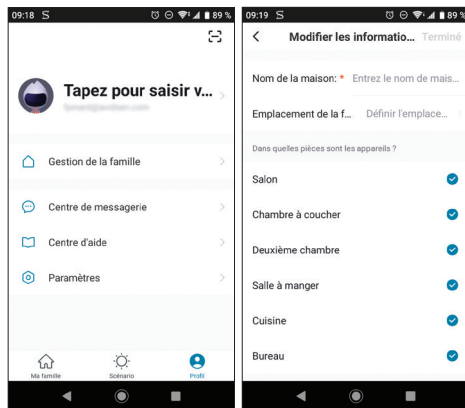 09:18 S 89 %
Tapez pour saisir v...
Gestion de la famille
Centre de messagerie
Centre d'aide
Paramètres
Ma famille
Scénario
Profil
09:19 S 89 %
Modifier les informatio... Terminé
Nom de la maison: * Entrez le nom de mais...
Emplacement de la f... Définir l'emplace...
Dans quelles pièces sont les appareils ?
Salon
Chambre à coucher
Deuxième chambre
Salle à manger
Cuisine
Bureau